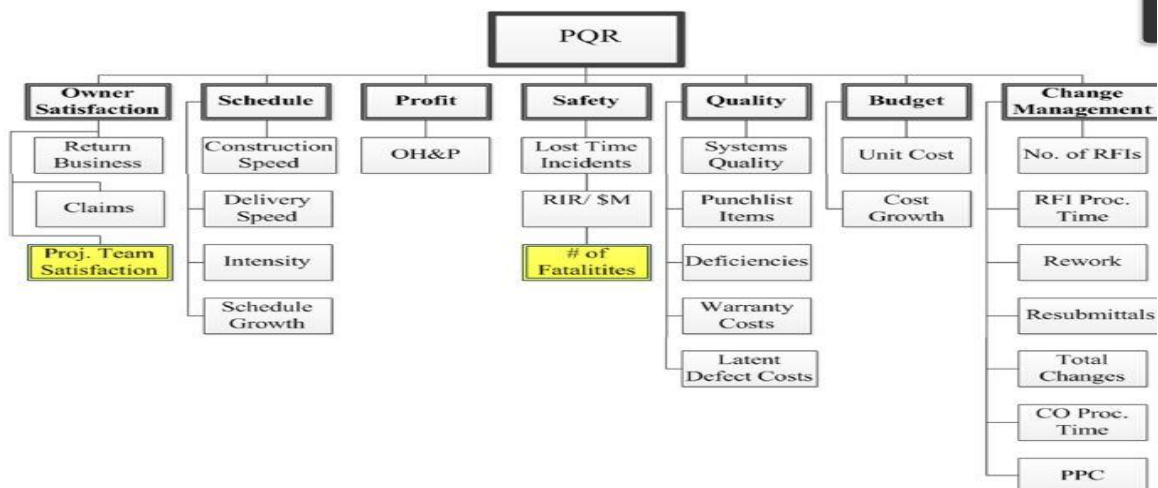 PQR
Owner
Satisfaction
Return
Business
Claims
Proj. Team
Satisfaction
Schedule
Construction
Speed
Delivery
Speed
Intensity
Schedule
Growth
Profit
OH&P
Safety
Lost Time
Incidents
RIR/ $M
# of
Fatalitites
Quality
Systems
Quality
Punchlist
Items
Deficiencies
Warranty
Costs
Latent
Defect Costs
Budget
Unit Cost
Cost
Growth
Change
Management
No. of RFIs
RFI Proc.
Time
Rework
Resubmittals
Total
Changes
CO Proc.
Time
PPC